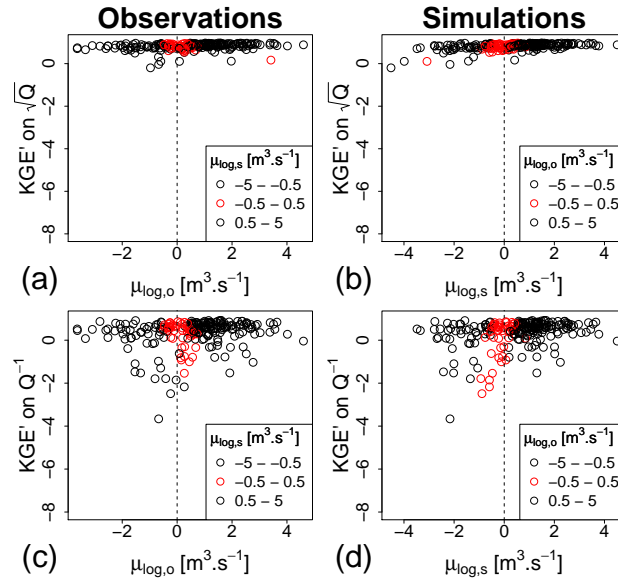 Observations
Simulations
KGE' on √Q
0
−2
−4
−6
−8
μlog,s [m³.s⁻¹]
−5 − −0.5
−0.5 − 0.5
0.5 − 5
−2
0
2
4
(a)
μlog,o [m³.s⁻¹]
KGE' on √Q
0
−2
−4
−6
−8
μlog,o [m³.s⁻¹]
−5 − −0.5
−0.5 − 0.5
0.5 − 5
−4
−2
0
2
4
(b)
μlog,s [m³.s⁻¹]
KGE' on Q⁻¹
0
−2
−4
−6
−8
μlog,s [m³.s⁻¹]
−5 − −0.5
−0.5 − 0.5
0.5 − 5
−2
0
2
4
(c)
μlog,o [m³.s⁻¹]
KGE' on Q⁻¹
0
−2
−4
−6
−8
μlog,o [m³.s⁻¹]
−5 − −0.5
−0.5 − 0.5
0.5 − 5
−4
−2
0
2
4
(d)
μlog,s [m³.s⁻¹]